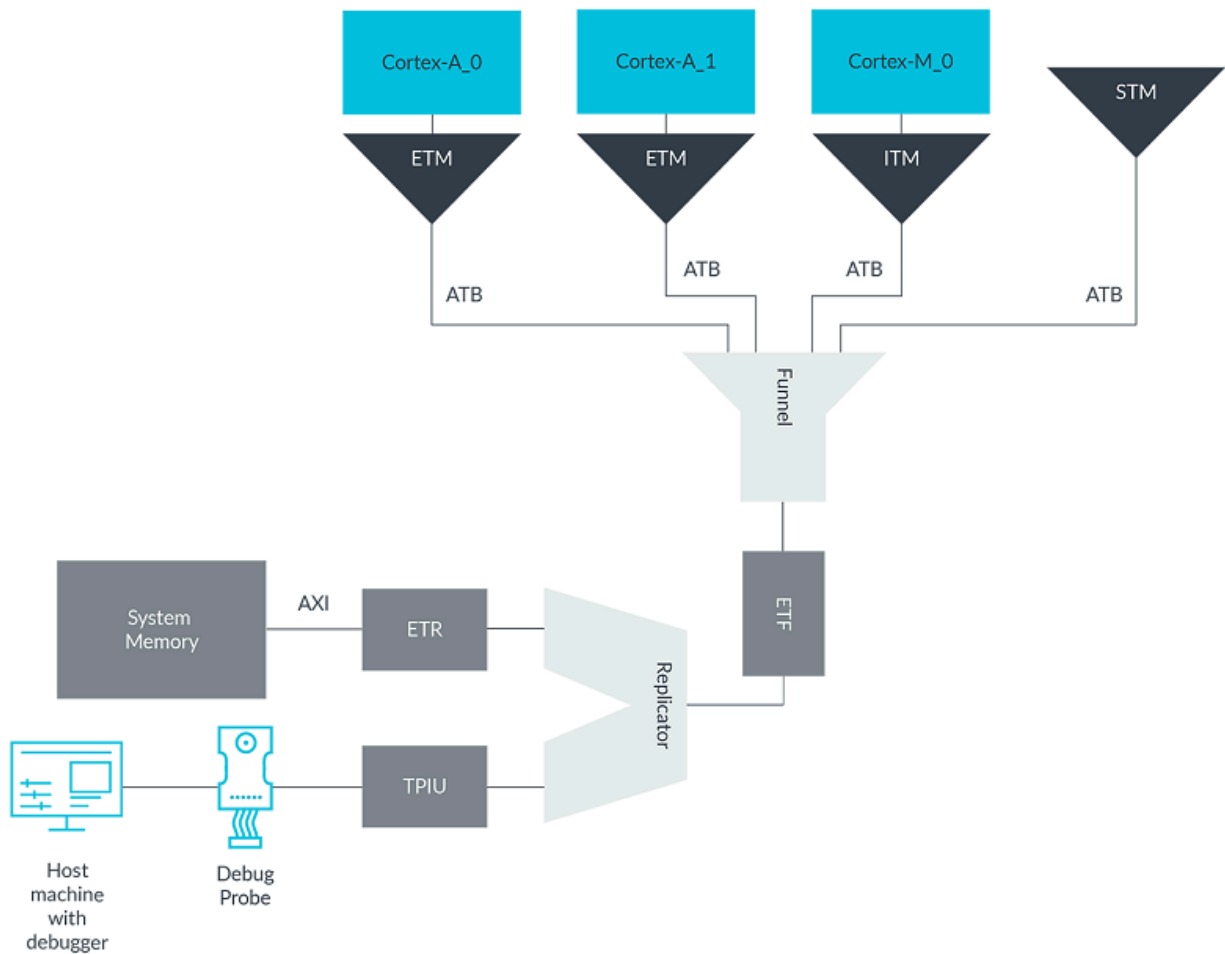 Cortex-A_0
Cortex-A_1
Cortex-M_0
STM
ETM
ETM
ITM
ATB
ATB
ATB
ATB
Funnel
ETF
System
Memory
AXI
ETR
Replicator
TPIU
Host
machine
with
debugger
Debug
Probe